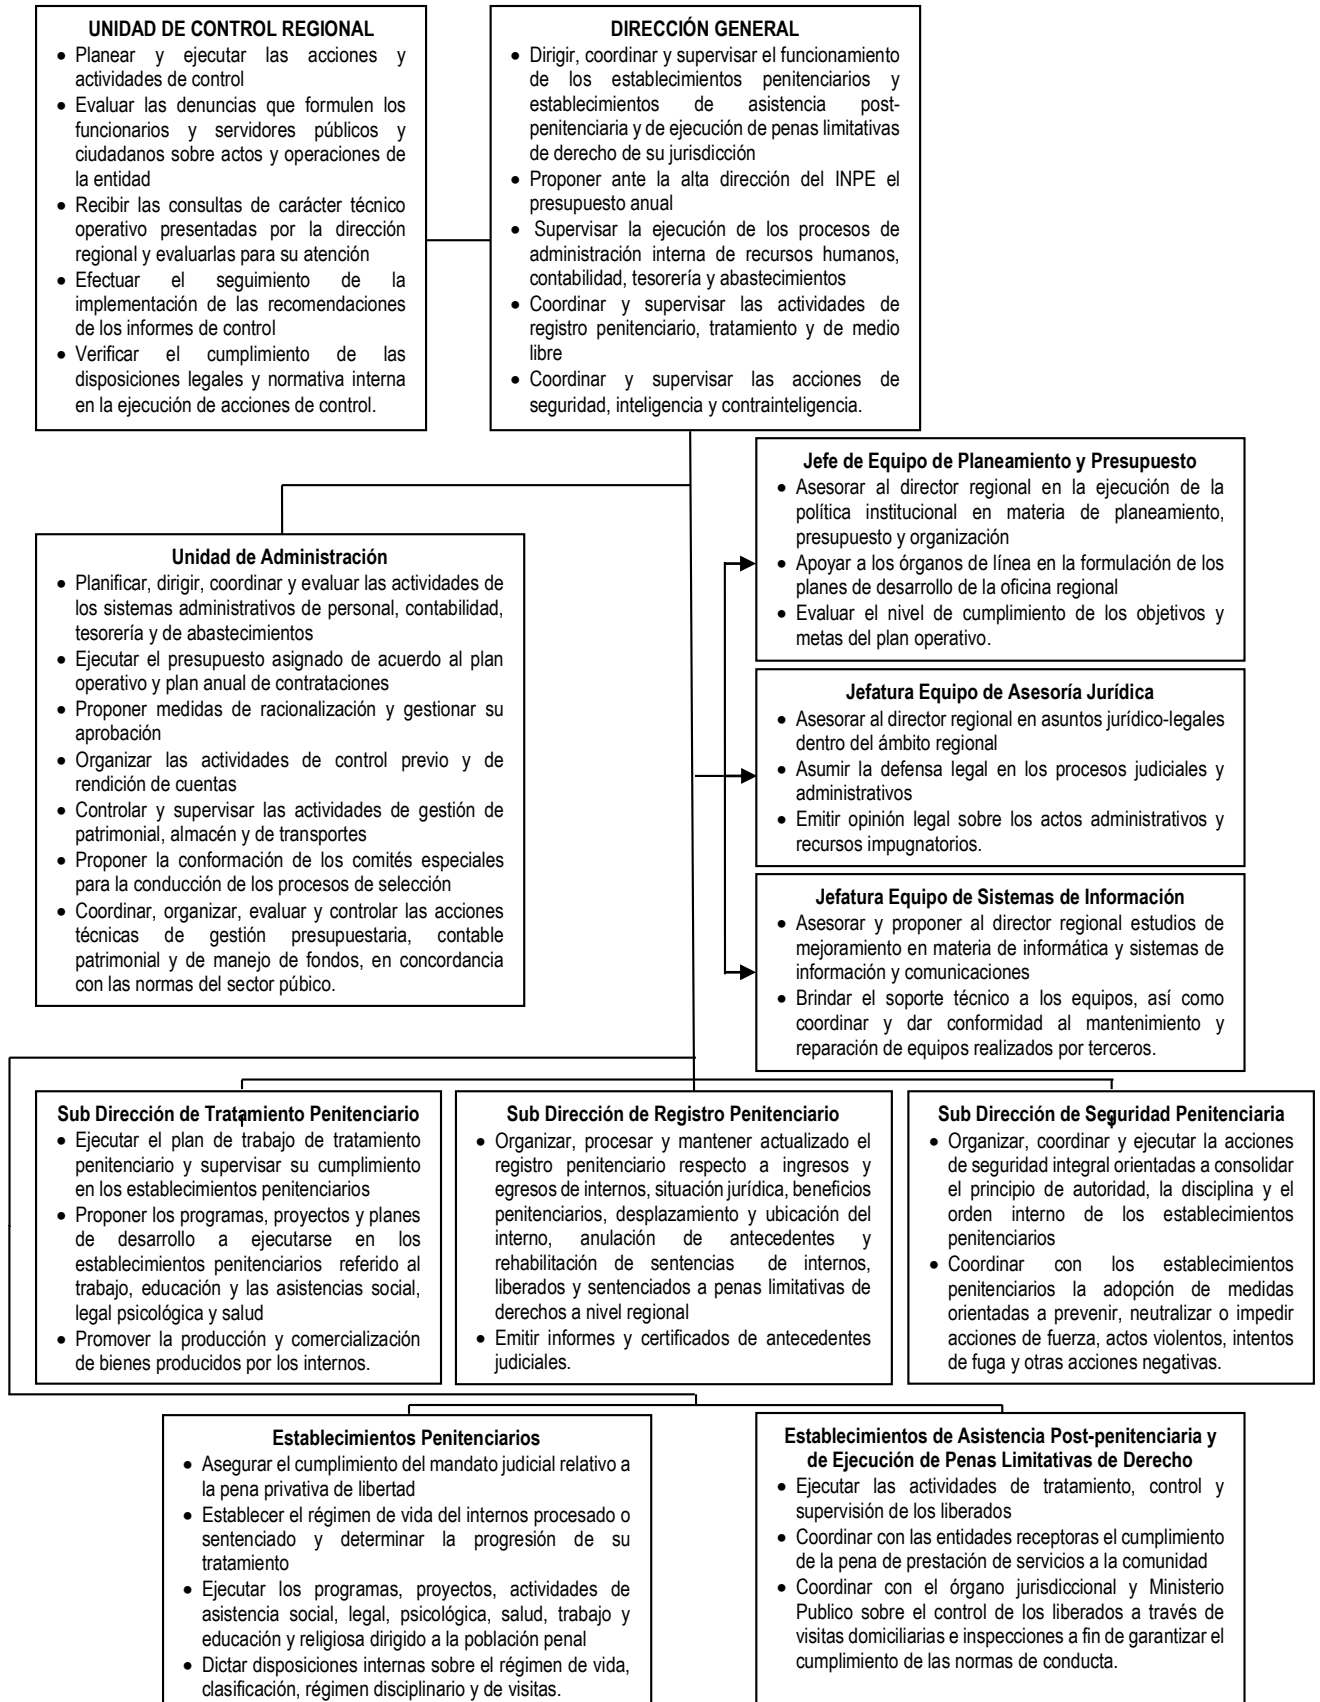 UNIDAD DE CONTROL REGIONAL
• Planear y ejecutar las acciones y
actividades de control
• Evaluar las denuncias que formulen los
funcionarios y servidores públicos y
ciudadanos sobre actos y operaciones de
la entidad
• Recibir las consultas de carácter técnico
operativo presentadas por la dirección
regional y evaluarlas para su atención
• Efectuar el seguimiento de la
implementación de las recomendaciones
de los informes de control
• Verificar el cumplimiento de las
disposiciones legales y normativa interna
en la ejecución de acciones de control.
DIRECCIÓN GENERAL
• Dirigir, coordinar y supervisar el funcionamiento
de los establecimientos penitenciarios y
establecimientos de asistencia post-
penitenciaria y de ejecución de penas limitativas
de derecho de su jurisdicción
• Proponer ante la alta dirección del INPE el
presupuesto anual
• Supervisar la ejecución de los procesos de
administración interna de recursos humanos,
contabilidad, tesorería y abastecimientos
• Coordinar y supervisar las actividades de
registro penitenciario, tratamiento y de medio
libre
• Coordinar y supervisar las acciones de
seguridad, inteligencia y contrainteligencia.
Jefe de Equipo de Planeamiento y Presupuesto
• Asesorar al director regional en la ejecución de la
política institucional en materia de planeamiento,
presupuesto y organización
• Apoyar a los órganos de línea en la formulación de los
planes de desarrollo de la oficina regional
• Evaluar el nivel de cumplimiento de los objetivos y
metas del plan operativo.
Unidad de Administración
• Planificar, dirigir, coordinar y evaluar las actividades de
los sistemas administrativos de personal, contabilidad,
tesorería y de abastecimientos
• Ejecutar el presupuesto asignado de acuerdo al plan
operativo y plan anual de contrataciones
• Proponer medidas de racionalización y gestionar su
aprobación
• Organizar las actividades de control previo y de
rendición de cuentas
• Controlar y supervisar las actividades de gestión de
patrimonial, almacén y de transportes
• Proponer la conformación de los comités especiales
para la conducción de los procesos de selección
• Coordinar, organizar, evaluar y controlar las acciones
técnicas de gestión presupuestaria, contable
patrimonial y de manejo de fondos, en concordancia
con las normas del sector púbico.
Jefatura Equipo de Asesoría Jurídica
• Asesorar al director regional en asuntos jurídico-legales
dentro del ámbito regional
• Asumir la defensa legal en los procesos judiciales y
administrativos
• Emitir opinión legal sobre los actos administrativos y
recursos impugnatorios.
Jefatura Equipo de Sistemas de Información
• Asesorar y proponer al director regional estudios de
mejoramiento en materia de informática y sistemas de
información y comunicaciones
• Brindar el soporte técnico a los equipos, así como
coordinar y dar conformidad al mantenimiento y
reparación de equipos realizados por terceros.
Sub Dirección de Tratamiento Penitenciario
• Ejecutar el plan de trabajo de tratamiento
penitenciario y supervisar su cumplimiento
en los establecimientos penitenciarios
• Proponer los programas, proyectos y planes
de desarrollo a ejecutarse en los
establecimientos penitenciarios referido al
trabajo, educación y las asistencias social,
legal psicológica y salud
• Promover la producción y comercialización
de bienes producidos por los internos.
Sub Dirección de Registro Penitenciario
• Organizar, procesar y mantener actualizado el
registro penitenciario respecto a ingresos y
egresos de internos, situación jurídica, beneficios
penitenciarios, desplazamiento y ubicación del
interno, anulación de antecedentes y
rehabilitación de sentencias de internos,
liberados y sentenciados a penas limitativas de
derechos a nivel regional
• Emitir informes y certificados de antecedentes
judiciales.
Sub Dirección de Seguridad Penitenciaria
• Organizar, coordinar y ejecutar la acciones
de seguridad integral orientadas a consolidar
el principio de autoridad, la disciplina y el
orden interno de los establecimientos
penitenciarios
• Coordinar con los establecimientos
penitenciarios la adopción de medidas
orientadas a prevenir, neutralizar o impedir
acciones de fuerza, actos violentos, intentos
de fuga y otras acciones negativas.
Establecimientos Penitenciarios
• Asegurar el cumplimiento del mandato judicial relativo a
la pena privativa de libertad
• Establecer el régimen de vida del internos procesado o
sentenciado y determinar la progresión de su
tratamiento
• Ejecutar los programas, proyectos, actividades de
asistencia social, legal, psicológica, salud, trabajo y
educación y religiosa dirigido a la población penal
• Dictar disposiciones internas sobre el régimen de vida,
clasificación, régimen disciplinario y de visitas.
Establecimientos de Asistencia Post-penitenciaria y
de Ejecución de Penas Limitativas de Derecho
• Ejecutar las actividades de tratamiento, control y
supervisión de los liberados
• Coordinar con las entidades receptoras el cumplimiento
de la pena de prestación de servicios a la comunidad
• Coordinar con el órgano jurisdiccional y Ministerio
Publico sobre el control de los liberados a través de
visitas domiciliarias e inspecciones a fin de garantizar el
cumplimiento de las normas de conducta.